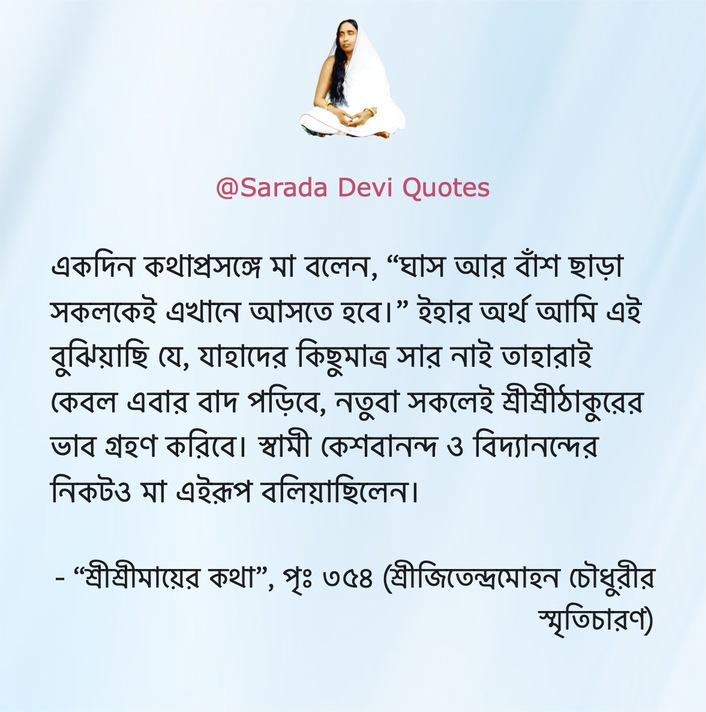 @Sarada Devi Quotes
একদিন কথাপ্রসঙ্গে মা বলেন, “ঘাস আর বাঁশ ছাড়া
সকলকেই এখানে আসতে হবে।” ইহার অর্থ আমি এই
বুঝিয়াছি যে, যাহাদের কিছুমাত্র সার নাই তাহারাই
কেবল এবার বাদ পড়িবে, নতুবা সকলেই শ্রীশ্রীঠাকুরের
ভাব গ্রহণ করিবে। স্বামী কেশবানন্দ ও বিদ্যানন্দের
নিকটও মা এইরূপ বলিয়াছিলেন।
- “শ্রীশ্রীমায়ের কথা”, পৃঃ ৩৫৪ (শ্রীজিতেন্দ্রমোহন চৌধুরীর
স্মৃতিচারণ)